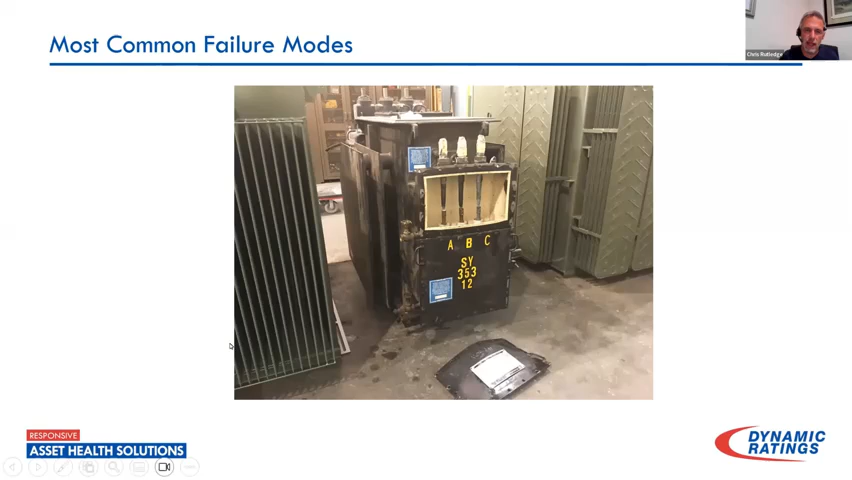 Most Common Failure Modes
Chris Rutledge
A B C
SY
353
12
RESPONSIVE
ASSET HEALTH SOLUTIONS
DYNAMIC
RATINGS